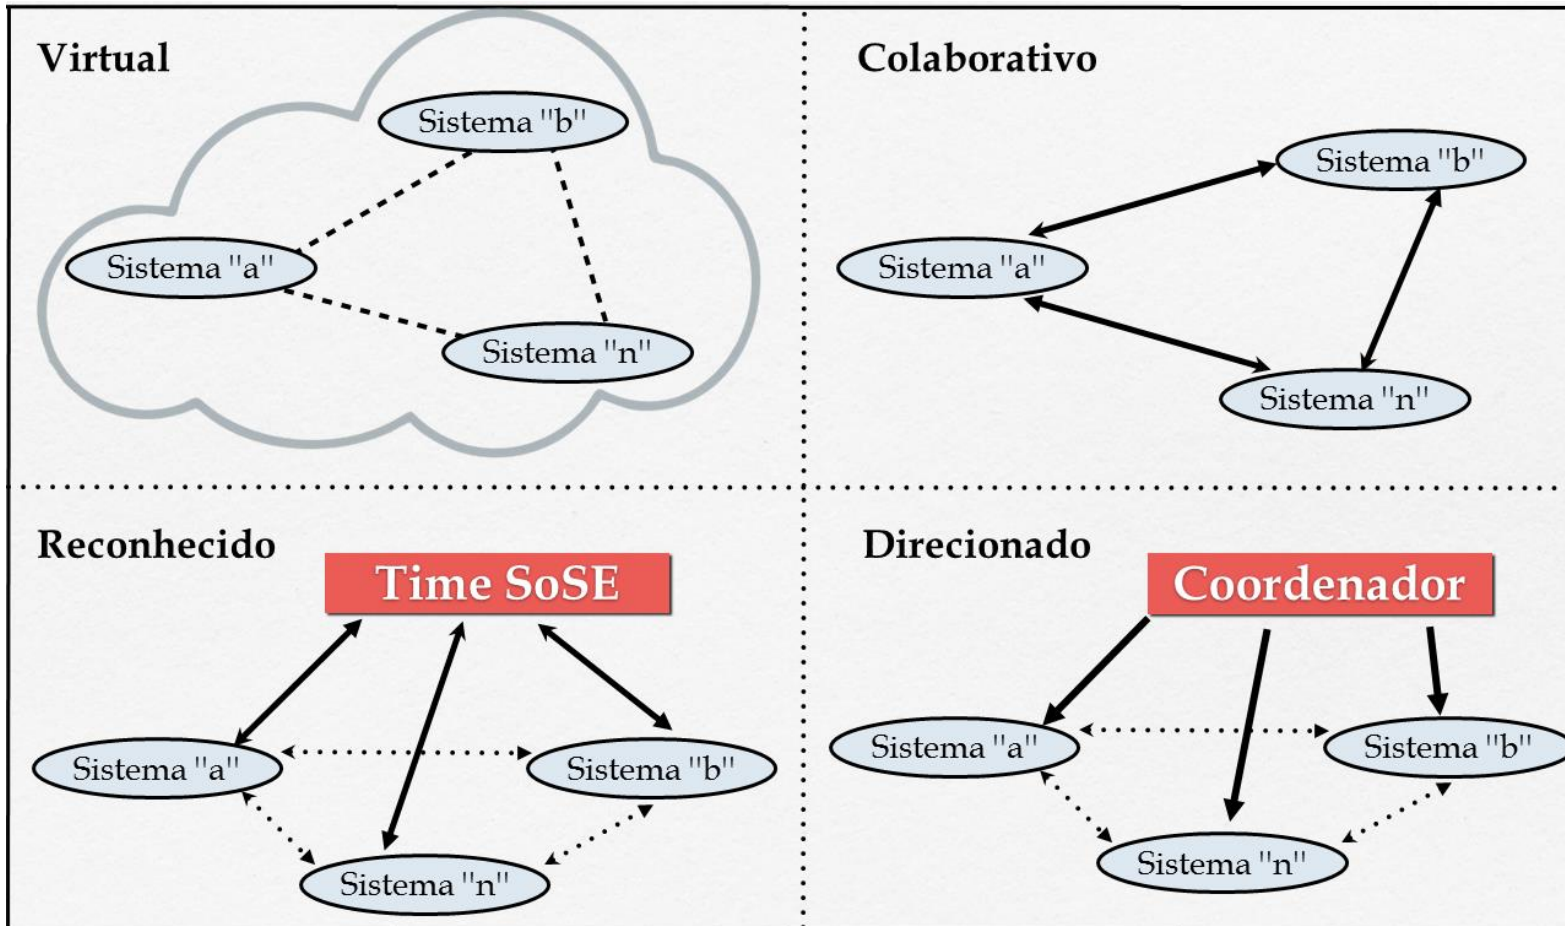 Virtual
Sistema "b"
Sistema "a"
Sistema "n"
Colaborativo
Sistema "b"
Sistema "a"
Sistema "n"
Reconhecido
Time SoSE
Sistema "a"
Sistema "b"
Sistema "n"
Direcionado
Coordenador
Sistema "a"
Sistema "b"
Sistema "n"